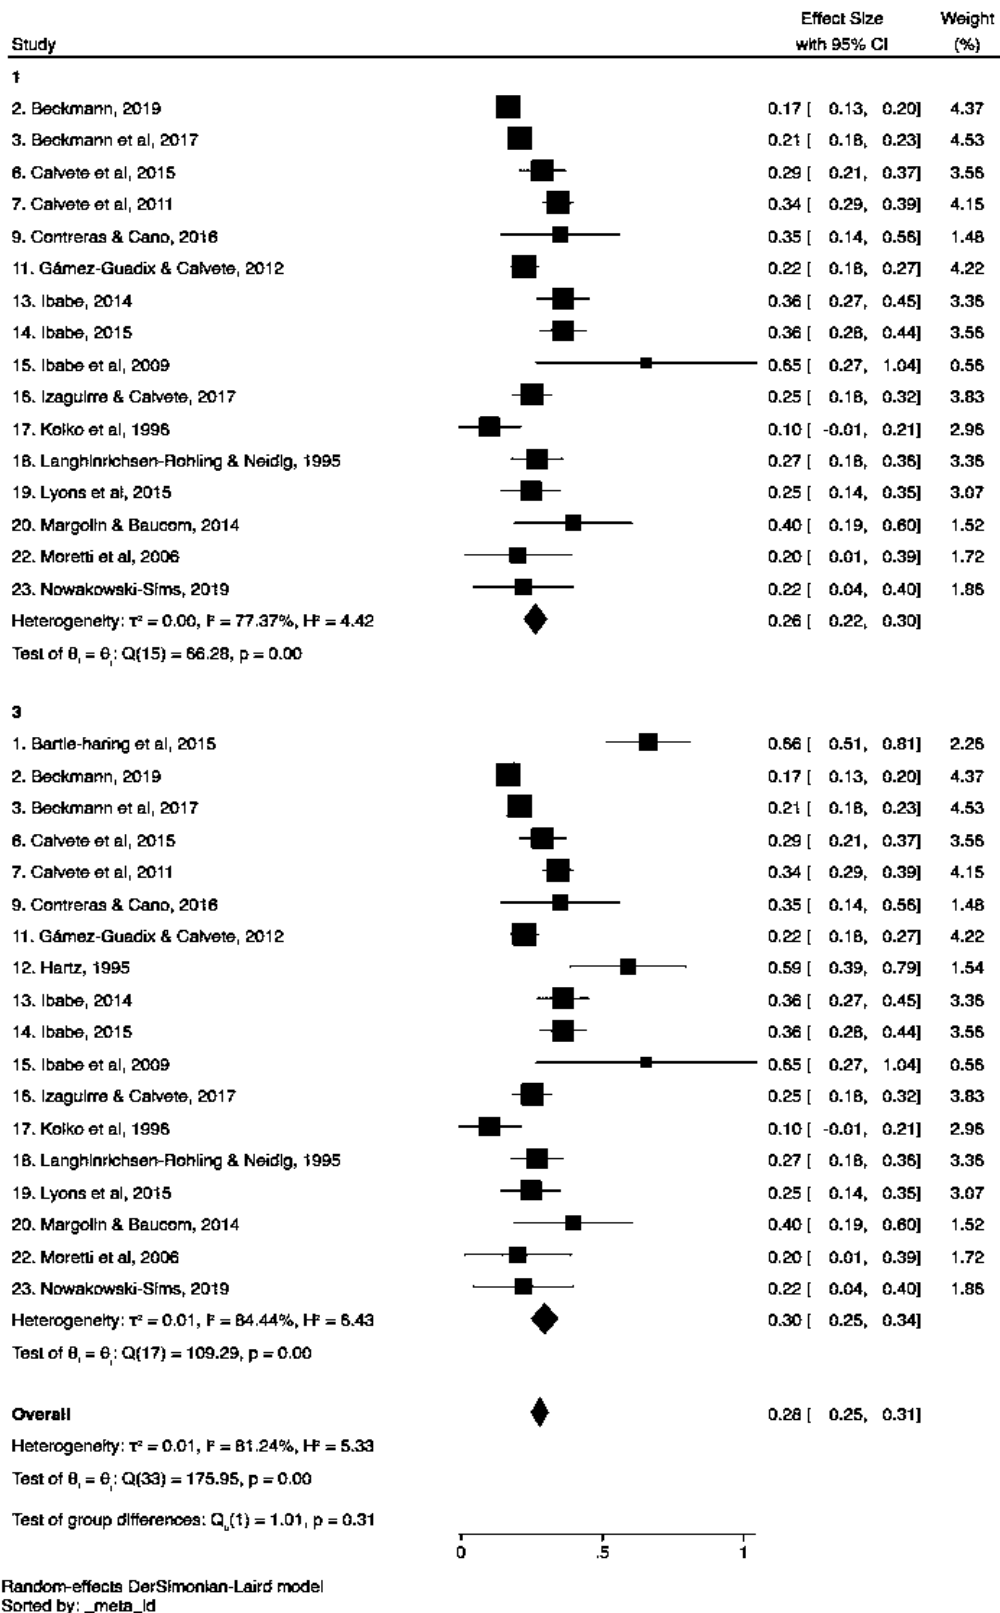 Effect Size Weight
Study with 95% CI (%)
1
2. Beckmann, 2019 0.17 [ 0.13, 0.20] 4.37
3. Beckmann et al, 2017 0.21 [ 0.18, 0.23] 4.53
6. Calvete et al, 2015 0.29 [ 0.21, 0.37] 3.56
7. Calvete et al, 2011 0.34 [ 0.29, 0.39] 4.15
9. Contreras & Cano, 2016 0.35 [ 0.14, 0.56] 1.48
11. Gámez-Guadix & Calvete, 2012 0.22 [ 0.18, 0.27] 4.22
13. Ibabe, 2014 0.36 [ 0.27, 0.45] 3.36
14. Ibabe, 2015 0.36 [ 0.28, 0.44] 3.56
15. Ibabe et al, 2009 0.65 [ 0.27, 1.04] 0.56
16. Izaguirre & Calvete, 2017 0.25 [ 0.18, 0.32] 3.83
17. Kolko et al, 1996 0.10 [ -0.01, 0.21] 2.96
18. Langhinrichsen-Rohling & Neidig, 1995 0.27 [ 0.18, 0.36] 3.36
19. Lyons et al, 2015 0.25 [ 0.14, 0.35] 3.07
20. Margolin & Baucom, 2014 0.40 [ 0.19, 0.60] 1.52
22. Moretti et al, 2006 0.20 [ 0.01, 0.39] 1.72
23. Nowakowski-Sims, 2019 0.22 [ 0.04, 0.40] 1.86
Heterogeneity: τ² = 0.00, I² = 77.37%, H² = 4.42 0.26 [ 0.22, 0.30]
Test of θᵢ = θⱼ: Q(15) = 66.28, p = 0.00
3
1. Bartle-haring et al, 2015 0.66 [ 0.51, 0.81] 2.26
2. Beckmann, 2019 0.17 [ 0.13, 0.20] 4.37
3. Beckmann et al, 2017 0.21 [ 0.18, 0.23] 4.53
6. Calvete et al, 2015 0.29 [ 0.21, 0.37] 3.56
7. Calvete et al, 2011 0.34 [ 0.29, 0.39] 4.15
9. Contreras & Cano, 2016 0.35 [ 0.14, 0.56] 1.48
11. Gámez-Guadix & Calvete, 2012 0.22 [ 0.18, 0.27] 4.22
12. Hartz, 1995 0.59 [ 0.39, 0.79] 1.54
13. Ibabe, 2014 0.36 [ 0.27, 0.45] 3.36
14. Ibabe, 2015 0.36 [ 0.28, 0.44] 3.56
15. Ibabe et al, 2009 0.65 [ 0.27, 1.04] 0.56
16. Izaguirre & Calvete, 2017 0.25 [ 0.18, 0.32] 3.83
17. Kolko et al, 1996 0.10 [ -0.01, 0.21] 2.96
18. Langhinrichsen-Rohling & Neidig, 1995 0.27 [ 0.18, 0.36] 3.36
19. Lyons et al, 2015 0.25 [ 0.14, 0.35] 3.07
20. Margolin & Baucom, 2014 0.40 [ 0.19, 0.60] 1.52
22. Moretti et al, 2006 0.20 [ 0.01, 0.39] 1.72
23. Nowakowski-Sims, 2019 0.22 [ 0.04, 0.40] 1.86
Heterogeneity: τ² = 0.01, I² = 84.44%, H² = 6.43 0.30 [ 0.25, 0.34]
Test of θᵢ = θⱼ: Q(17) = 109.29, p = 0.00
Overall 0.28 [ 0.25, 0.31]
Heterogeneity: τ² = 0.01, I² = 81.24%, H² = 5.33
Test of θᵢ = θⱼ: Q(33) = 175.95, p = 0.00
Test of group differences: Q_b(1) = 1.01, p = 0.31
0 .5 1
Random-effects DerSimonian-Laird model
Sorted by: _meta_id